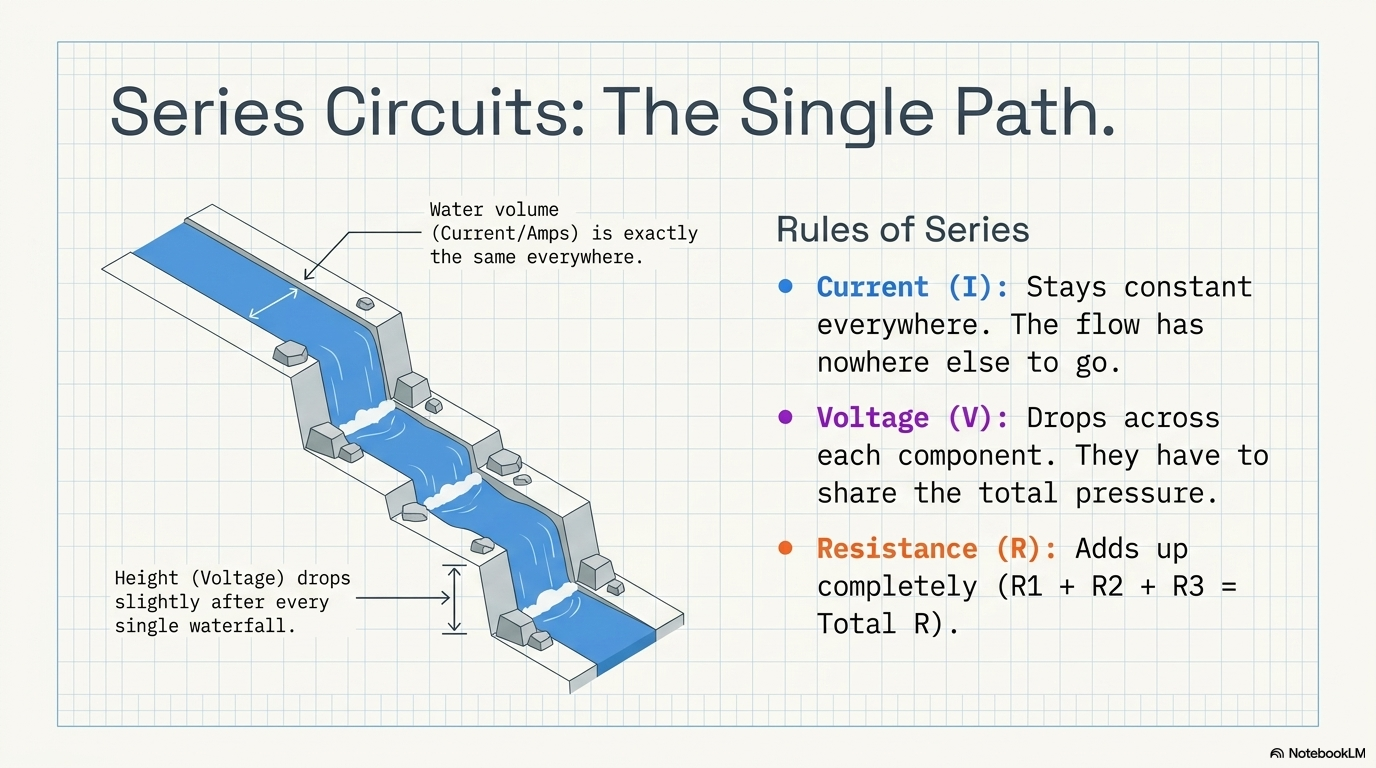 Series Circuits: The Single Path.
Water volume
(Current/Amps) is exactly
the same everywhere.
Height (Voltage) drops
slightly after every
single waterfall.
Rules of Series
• Current (I): Stays constant
everywhere. The flow has
nowhere else to go.
• Voltage (V): Drops across
each component. They have to
share the total pressure.
• Resistance (R): Adds up
completely (R1 + R2 + R3 =
Total R).
NotebookLM